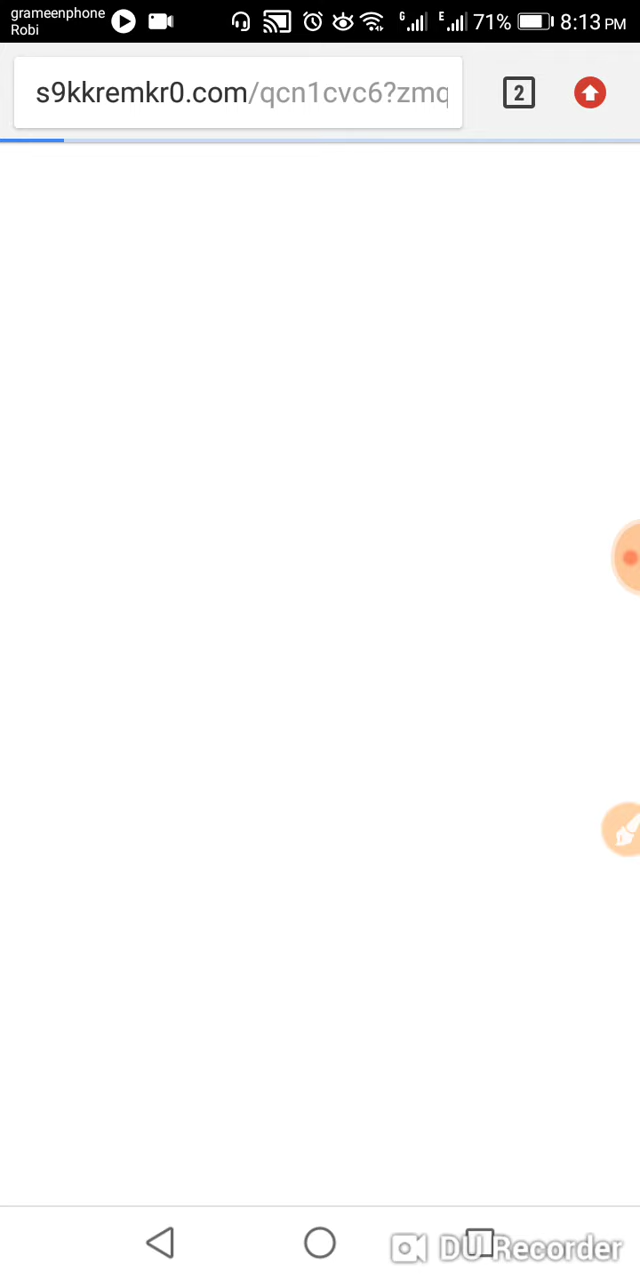 grameenphone
Robi
G
E
71%
8:13 PM
s9kkremkr0.com/qcn1cvc6?zmq
2
DU Recorder